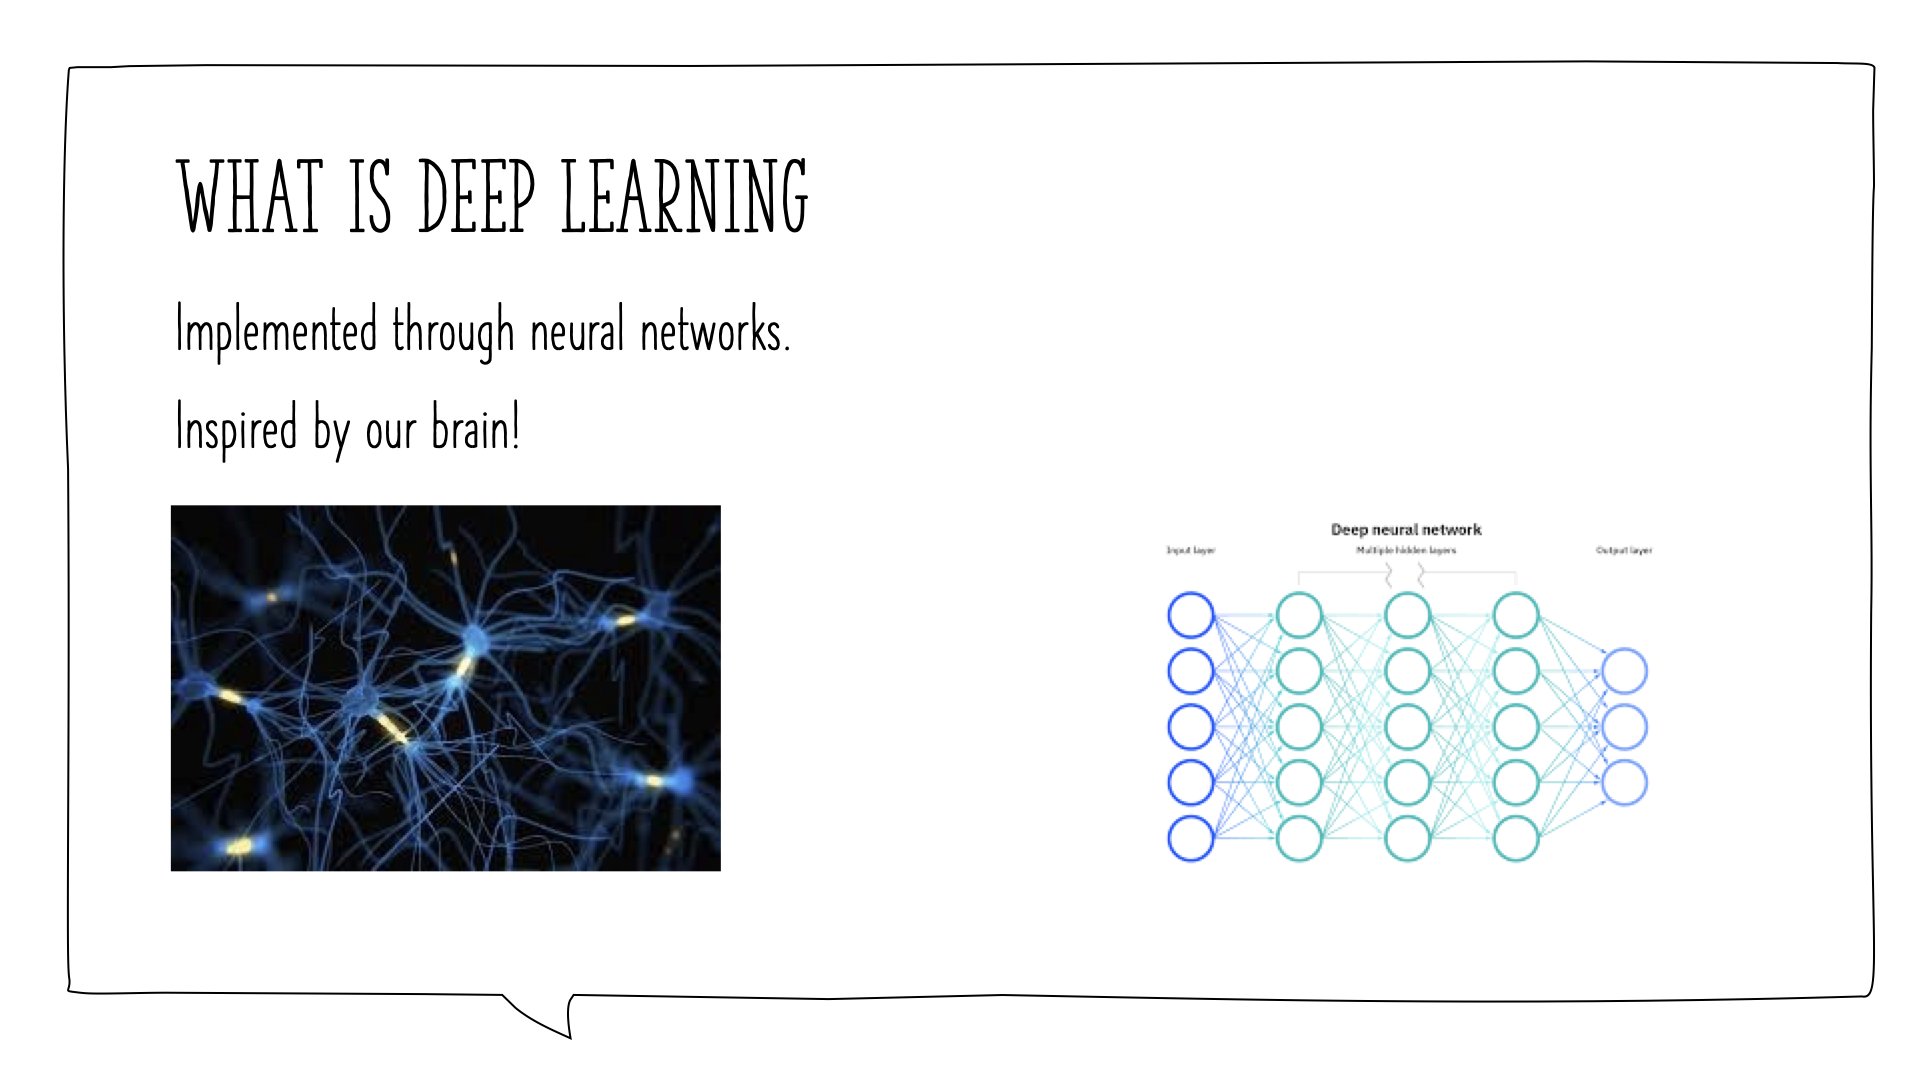 WHAT IS DEEP LEARNING
Implemented through neural networks.
Inspired by our brain!
Deep neural network
Input layer
Multiple hidden layers
Output layer